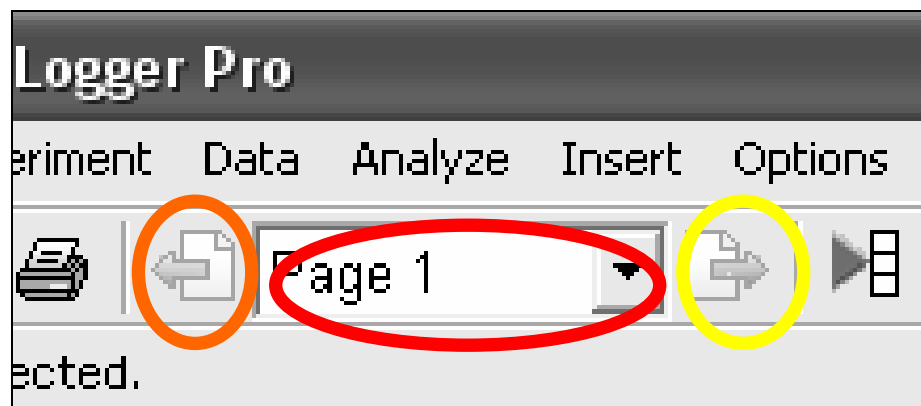 Logger Pro
eriment Data Analyze Insert Options
Page 1
ected.